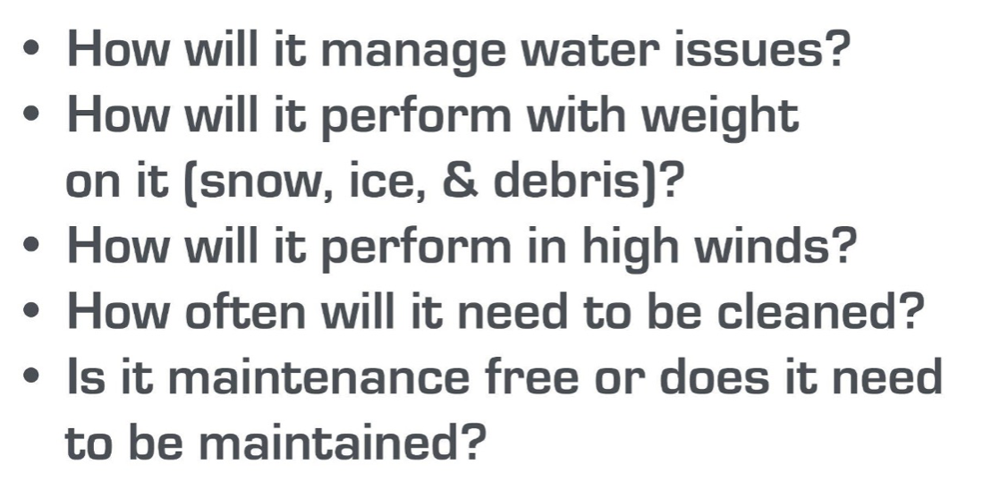 • How will it manage water issues?
• How will it perform with weight
on it (snow, ice, & debris)?
• How will it perform in high winds?
• How often will it need to be cleaned?
• Is it maintenance free or does it need
to be maintained?